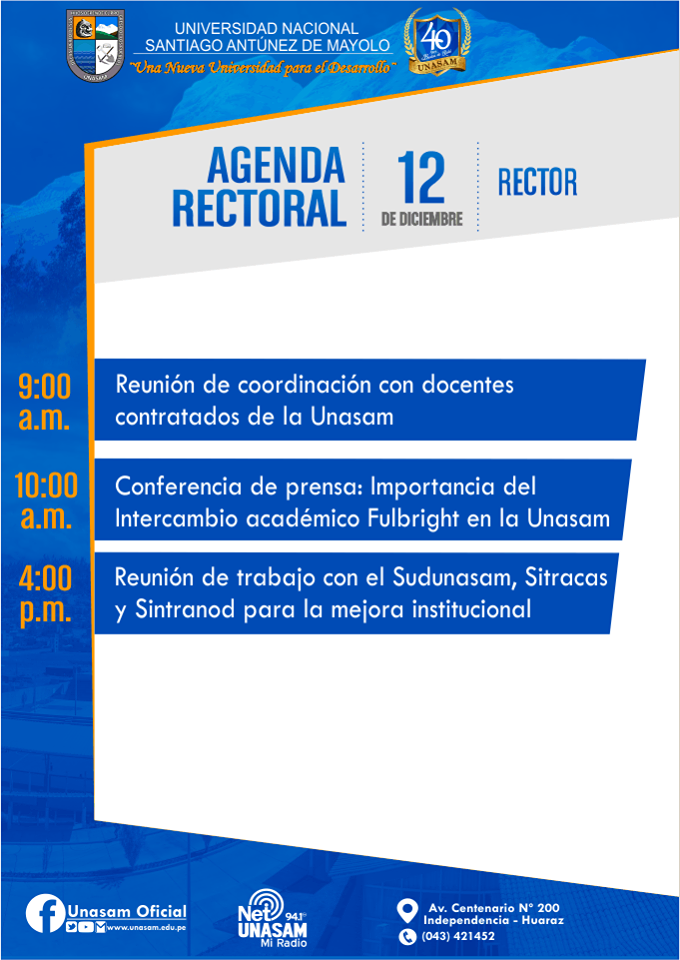 UNIVERSIDAD NACIONAL
SANTIAGO ANTÚNEZ DE MAYOLO
"Una Nueva Universidad para el Desarrollo"
UNASAM
40
UNASAM
AGENDA
RECTORAL
12
DE DICIEMBRE
RECTOR
9:00
a.m.
Reunión de coordinación con docentes
contratados de la Unasam
10:00
a.m.
Conferencia de prensa: Importancia del
Intercambio académico Fulbright en la Unasam
4:00
p.m.
Reunión de trabajo con el Sudunasam, Sitracas
y Sintranod para la mejora institucional
Unasam Oficial
www.unasam.edu.pe
Net 94.1
UNASAM
Mi Radio
Av. Centenario N° 200
Independencia - Huaraz
(043) 421452